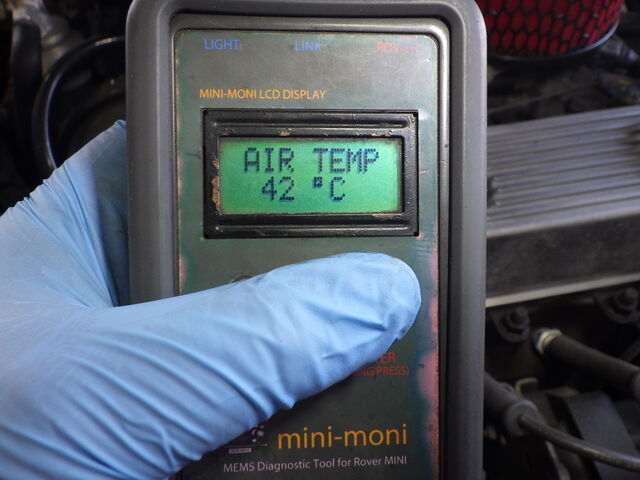 LIGHT LINK POWER
MINI-MONI LCD DISPLAY
AIR TEMP
42 °C
mini-moni
MEMS Diagnostic Tool for Rover MINI